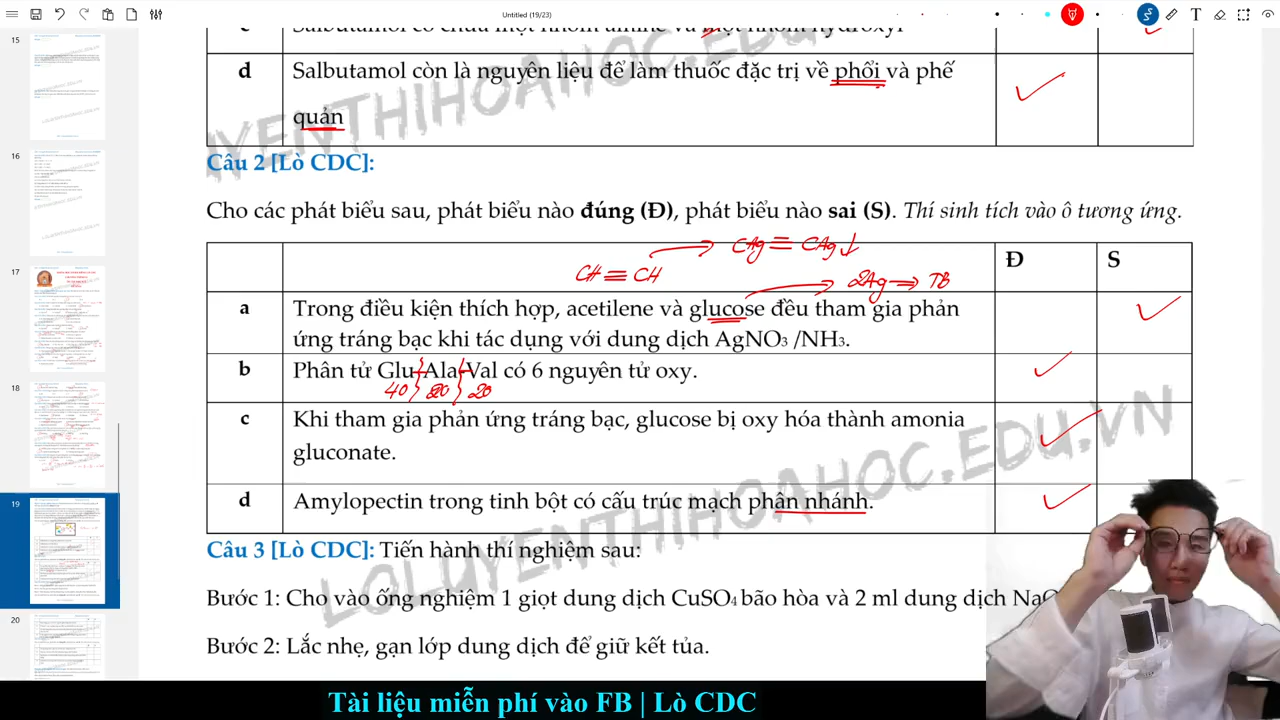 Untitled (19/23)
T
15
16
17
18
19
20
d Salbutamol còn là nguyên liệu để làm thuốc đặc trị về phổi và phế
quản
Câu 2 [Lò CDC]:
Cho các phát biểu sau, phát biểu nào đúng (Đ), phát biểu nào sai (S). Thí sinh tích vào ô tương ứng.
Đ S
CH ≡ CH → CAg ≡ CAg↓
→ 2Ag → TB
điều kiện thích hợp, acetilene và glucose đều tham gia phản
ứng tráng bạc khi tác dụng với dung dịch AgNO₃ /NH₃.
Phân tử Glu-Ala-Val có 6 nguyên tử oxy.
40 20 20
Khi tham gia phản ứng tráng bạc, glucose bị oxy hóa thành amonia
gluconate.
d Amylopectin trong tinh bột có cấu trúc mạch phân nhánh.
Câu 3 [Lò CDC]: Tiến hành thí nghiệm sau:
Bước 1: Cho vào ống nghiệm giọt dung dịch CuSO₄ bão hòa và 2 ml dung dịch NaO
Bước 2: Lắc nhẹ, gạn lớp dung dịch để giữ kết tủa.
Tài liệu miễn phí vào FB | Lò CDC